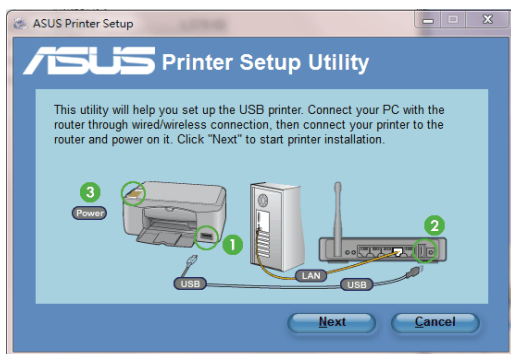 ASUS Printer Setup
ASUS Printer Setup Utility
This utility will help you set up the USB printer. Connect your PC with the
router through wired/wireless connection, then connect your printer to the
router and power on it. Click "Next" to start printer installation.
3
Power
1
2
LAN
USB
USB
Next
Cancel